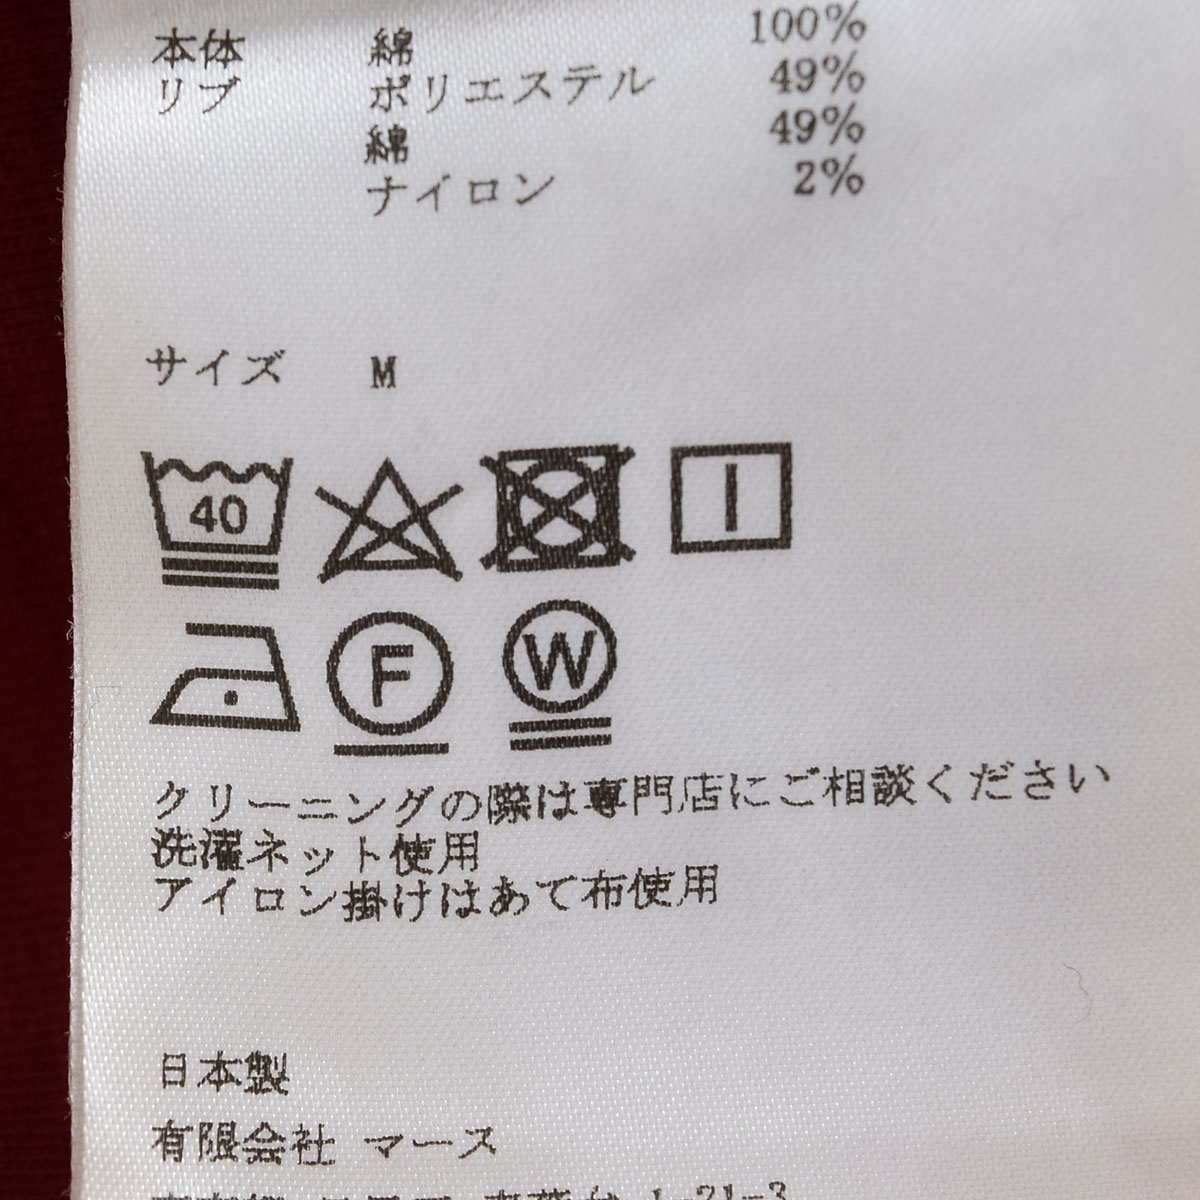 本体 綿 100%
リブ ポリエステル 49%
綿 49%
ナイロン 2%
サイズ M
40
F W
クリーニングの際は専門店にご相談ください
洗濯ネット使用
アイロン掛けはあて布使用
日本製
有限会社 マース
1-21-3